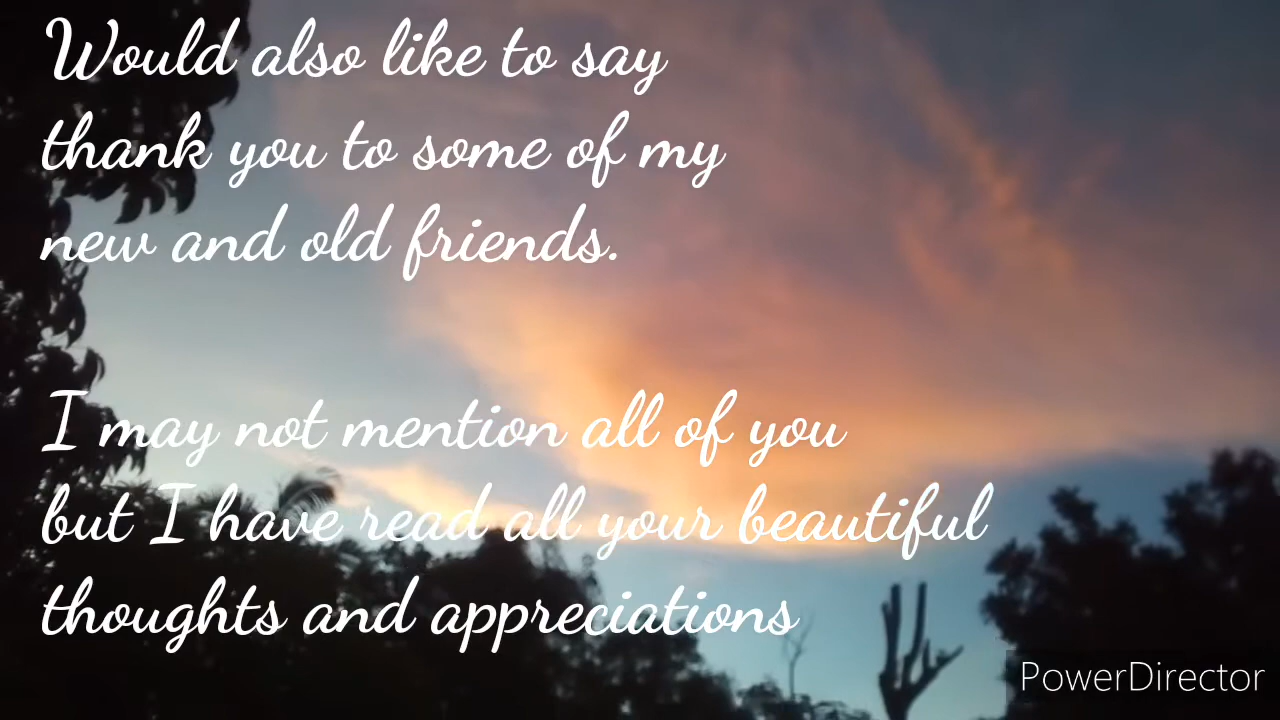 Would also like to say
thank you to some of my
new and old friends.
I may not mention all of you
but I have read all your beautiful
thoughts and appreciations
PowerDirector